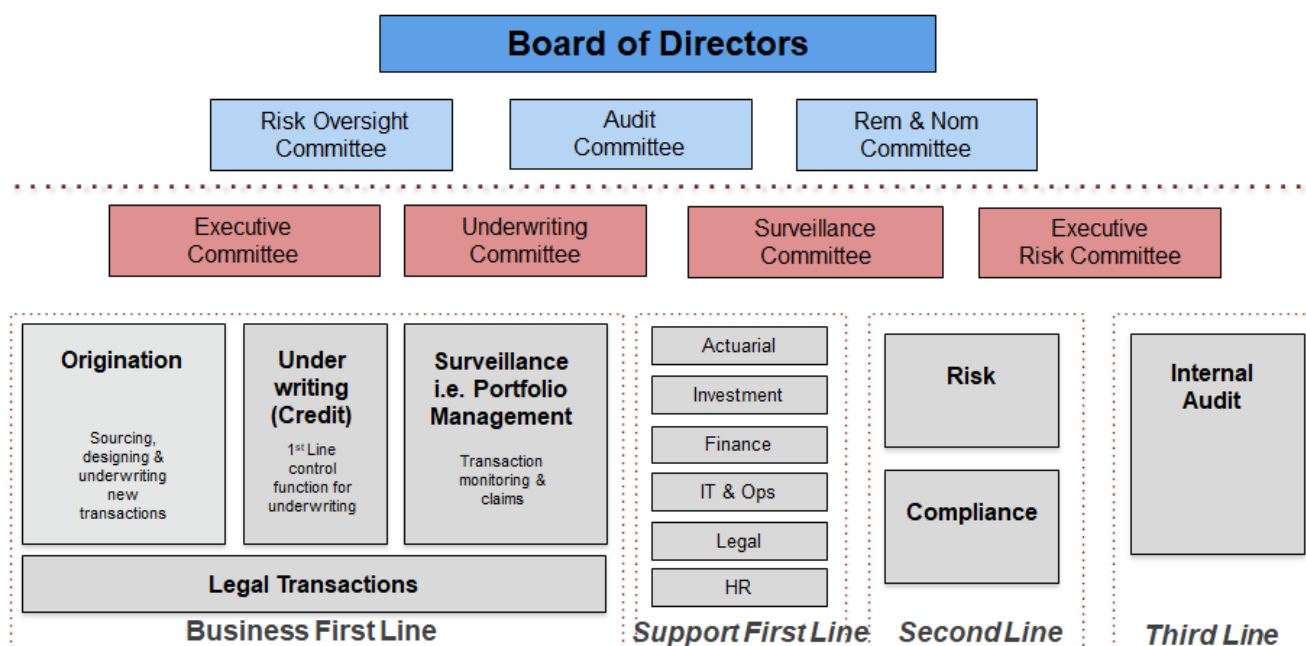 Board of Directors
Risk Oversight
Committee
Audit
Committee
Rem & Nom
Committee
Executive
Committee
Underwriting
Committee
Surveillance
Committee
Executive
Risk Committee
Origination
Sourcing,
designing &
underwriting
new
transactions
Under
writing
(Credit)
1st Line
control
function for
underwriting
Surveillance
i.e. Portfolio
Management
Transaction
monitoring &
claims
Legal Transactions
Business First Line
Actuarial
Investment
Finance
IT & Ops
Legal
HR
Support First Line
Risk
Compliance
Second Line
Internal
Audit
Third Line